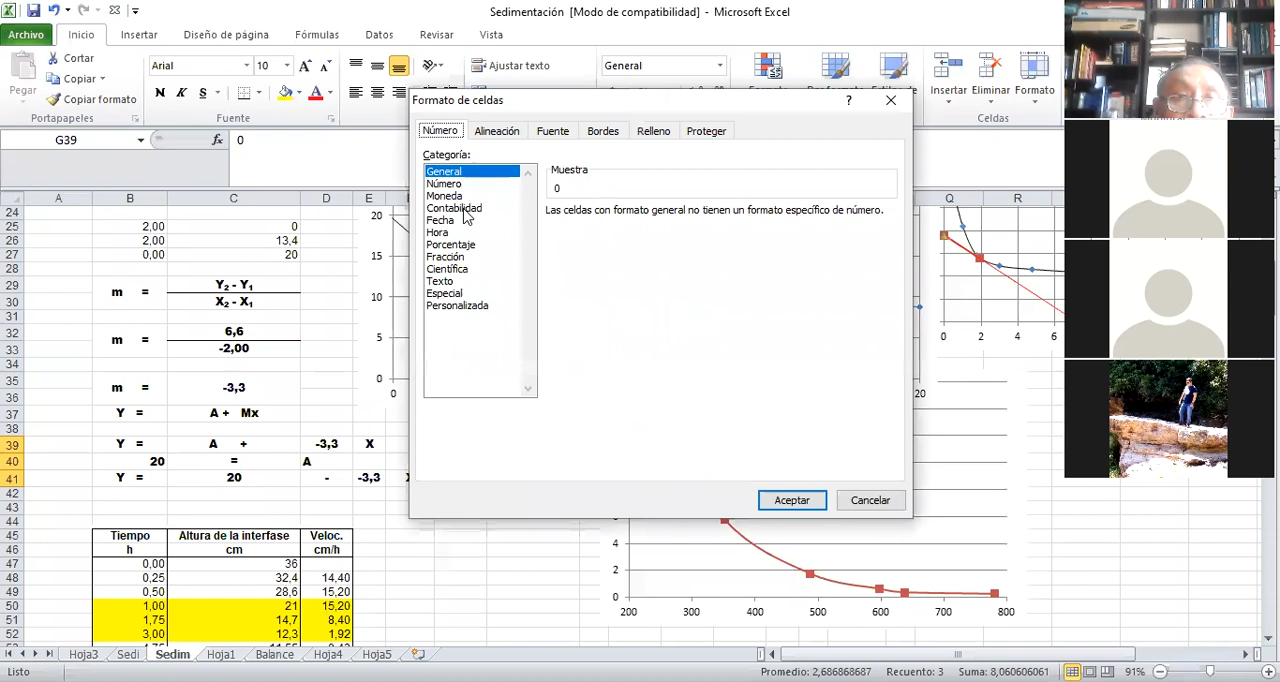 Sedimentación [Modo de compatibilidad] - Microsoft Excel
Archivo Inicio Insertar Diseño de página Fórmulas Datos Revisar Vista
Pegar
Cortar
Copiar
Copiar formato
Portapapeles
Arial 10
N K S
A A
Fuente
Ajustar texto
General
Insertar Eliminar Formato
Celdas
G39 fx 0
Formato de celdas
Número Alineación Fuente Bordes Relleno Proteger
Categoría:
General
Número
Moneda
Contabilidad
Fecha
Hora
Porcentaje
Fracción
Científica
Texto
Especial
Personalizada
Muestra
0
Las celdas con formato general no tienen un formato específico de número.
Aceptar Cancelar
A B C D E Q R
24
25 2,00 0
26 2,00 13,4
27 0,00 20
28
29 m = Y2 - Y1
30 X2 - X1
31
32 m = 6,6
33 -2,00
34
35 m = -3,3
37 Y = A + Mx
39 Y = A + -3,3 X
40 20 = A
41 Y = 20 - -3,3
42
43
44
45 Tiempo Altura de la interfase Veloc.
46 h cm cm/h
47 0,00 36
48 0,25 32,4 14,40
49 0,50 28,6 15,20
50 1,00 21 15,20
51 1,75 14,7 8,40
52 3,00 12,3 1,92
20
15
10
5
0
0
20
0 2 4 6
4
2
0
200 300 400 500 600 700 800
Hoja3 Sedi Sedim Hoja1 Balance Hoja4 Hoja5
Listo Promedio: 2,686868687 Recuento: 3 Suma: 8,060606061 91%